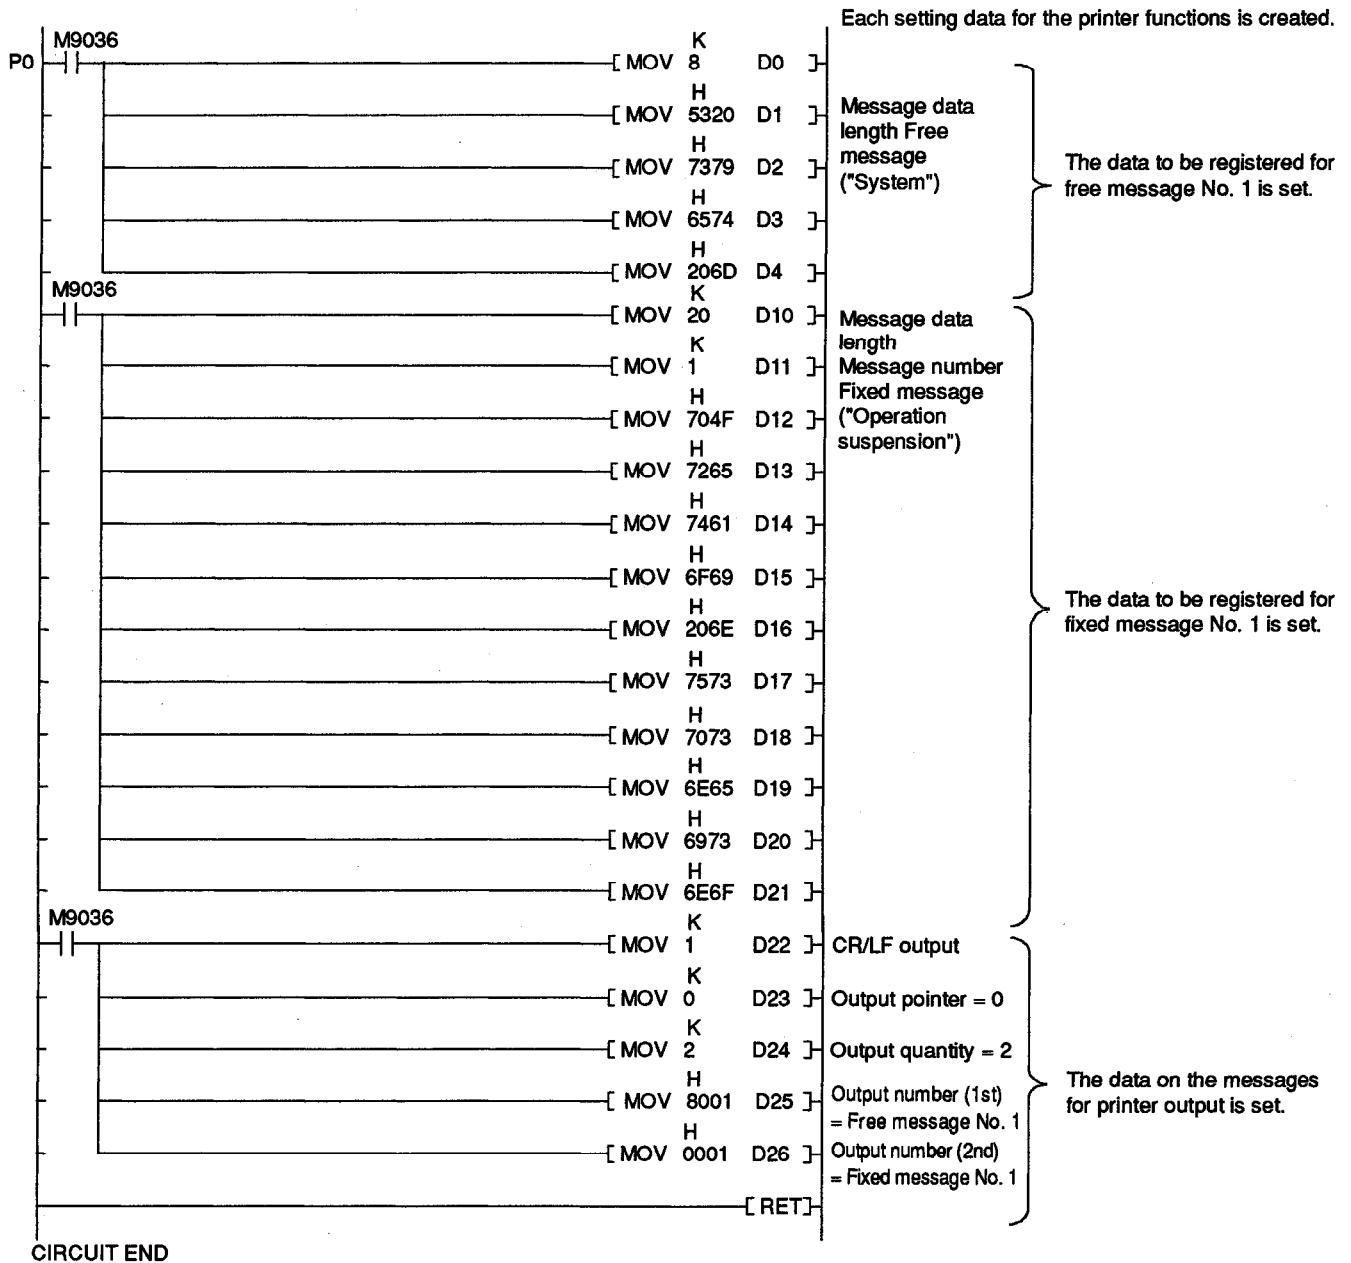 Each setting data for the printer functions is created.
M9036
K
P0 [ MOV 8 D0 ]
H
[ MOV 5320 D1 ]
H
[ MOV 7379 D2 ]
H
[ MOV 6574 D3 ]
H
[ MOV 206D D4 ]
Message data
length Free
message
("System")
The data to be registered for
free message No. 1 is set.
M9036
K
[ MOV 20 D10 ]
K
[ MOV 1 D11 ]
H
[ MOV 704F D12 ]
H
[ MOV 7265 D13 ]
H
[ MOV 7461 D14 ]
H
[ MOV 6F69 D15 ]
H
[ MOV 206E D16 ]
H
[ MOV 7573 D17 ]
H
[ MOV 7073 D18 ]
H
[ MOV 6E65 D19 ]
H
[ MOV 6973 D20 ]
H
[ MOV 6E6F D21 ]
Message data
length
Message number
Fixed message
("Operation
suspension")
The data to be registered for
fixed message No. 1 is set.
M9036
K
[ MOV 1 D22 ] CR/LF output
K
[ MOV 0 D23 ] Output pointer = 0
K
[ MOV 2 D24 ] Output quantity = 2
H
[ MOV 8001 D25 ] Output number (1st)
= Free message No. 1
H
[ MOV 0001 D26 ] Output number (2nd)
= Fixed message No. 1
The data on the messages
for printer output is set.
[ RET ]
CIRCUIT END